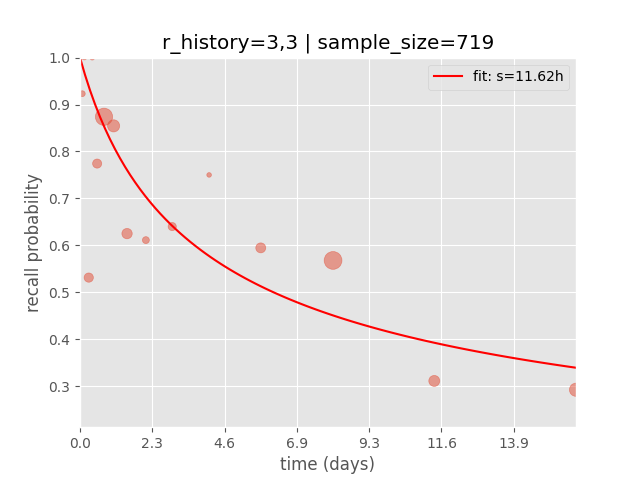 r_history=3,3 | sample_size=719
fit: s=11.62h
recall probability
1.0
0.9
0.8
0.7
0.6
0.5
0.4
0.3
0.0 2.3 4.6 6.9 9.3 11.6 13.9
time (days)